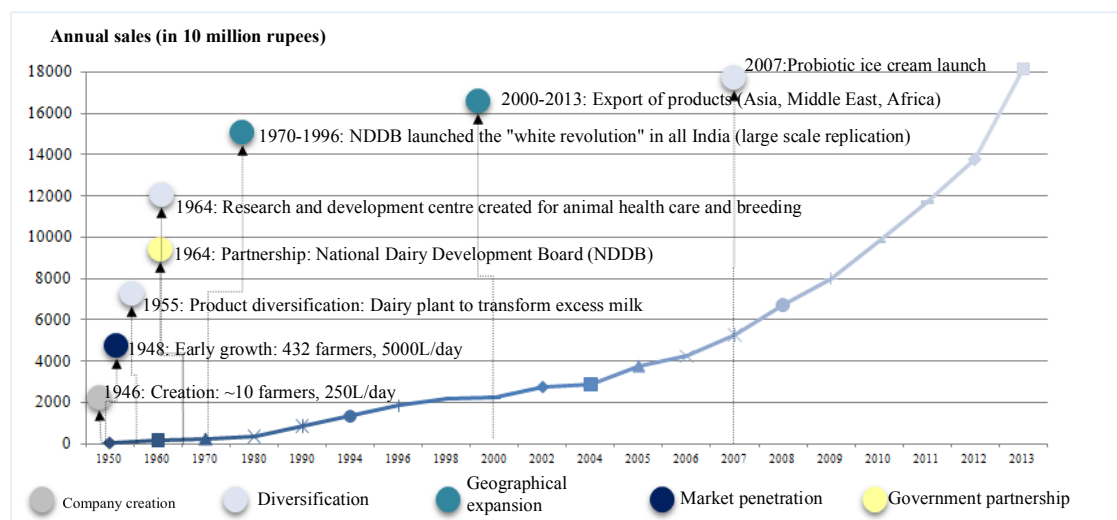 Annual sales (in 10 million rupees)
18000
16000
14000
12000
10000
8000
6000
4000
2000
0
2007:Probiotic ice cream launch
2000-2013: Export of products (Asia, Middle East, Africa)
1970-1996: NDDB launched the "white revolution" in all India (large scale replication)
1964: Research and development centre created for animal health care and breeding
1964: Partnership: National Dairy Development Board (NDDB)
1955: Product diversification: Dairy plant to transform excess milk
1948: Early growth: 432 farmers, 5000L/day
1946: Creation: ~10 farmers, 250L/day
1950 1960 1970 1980 1990 1994 1996 1998 2000 2002 2004 2005 2006 2007 2008 2009 2010 2011 2012 2013
Company creation
Diversification
Geographical
expansion
Market penetration
Government partnership